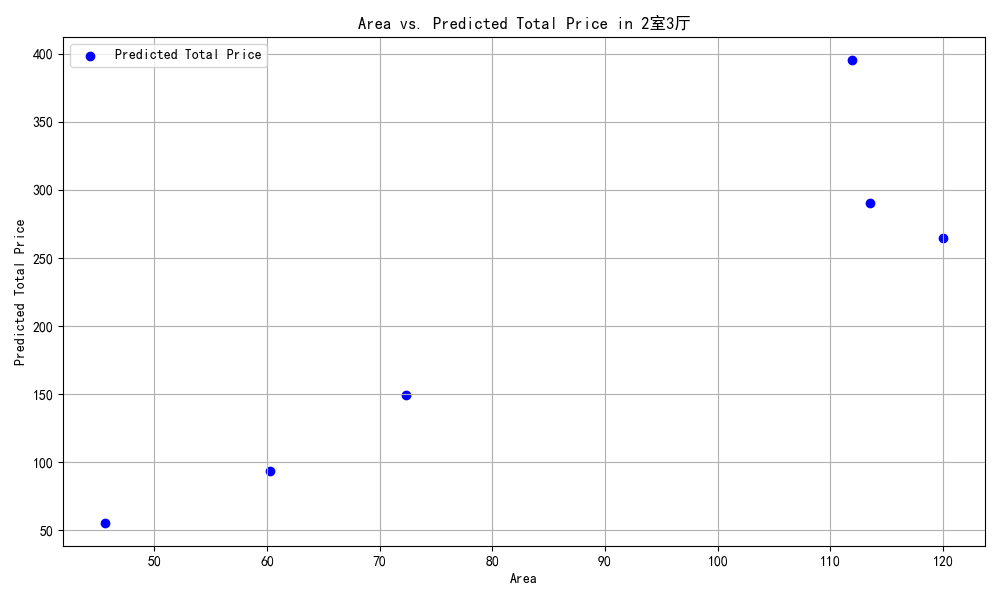 Area vs. Predicted Total Price in 2室3厅
Predicted Total Price
400
350
300
250
200
150
100
50
Predicted Total Price
50 60 70 80 90 100 110 120
Area